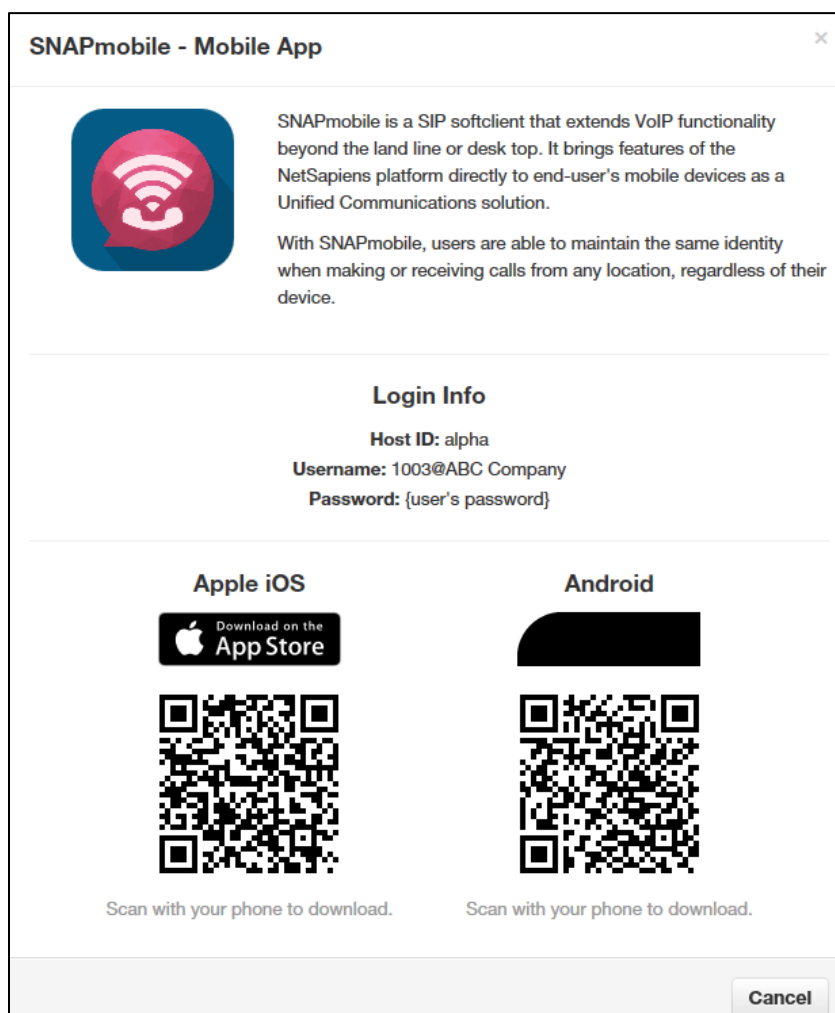 SNAPmobile - Mobile App
×
SNAPmobile is a SIP softclient that extends VoIP functionality
beyond the land line or desk top. It brings features of the
NetSapiens platform directly to end-user's mobile devices as a
Unified Communications solution.
With SNAPmobile, users are able to maintain the same identity
when making or receiving calls from any location, regardless of their
device.
Login Info
Host ID: alpha
Username: 1003@ABC Company
Password: {user's password}
Apple iOS
Android
Download on the
App Store
Scan with your phone to download.
Scan with your phone to download.
Cancel